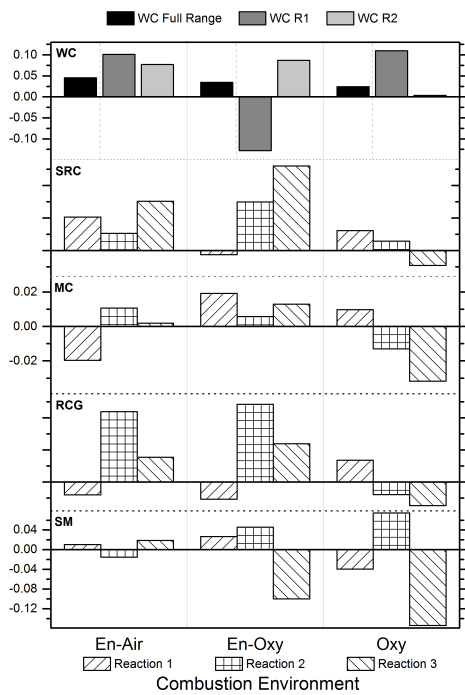 WC Full Range WC R1 WC R2
WC
0.10
0.05
0.00
-0.05
-0.10
SRC
MC
0.02
0.00
-0.02
RCG
SM
0.04
0.00
-0.04
-0.08
-0.12
En-Air En-Oxy Oxy
Reaction 1 Reaction 2 Reaction 3
Combustion Environment